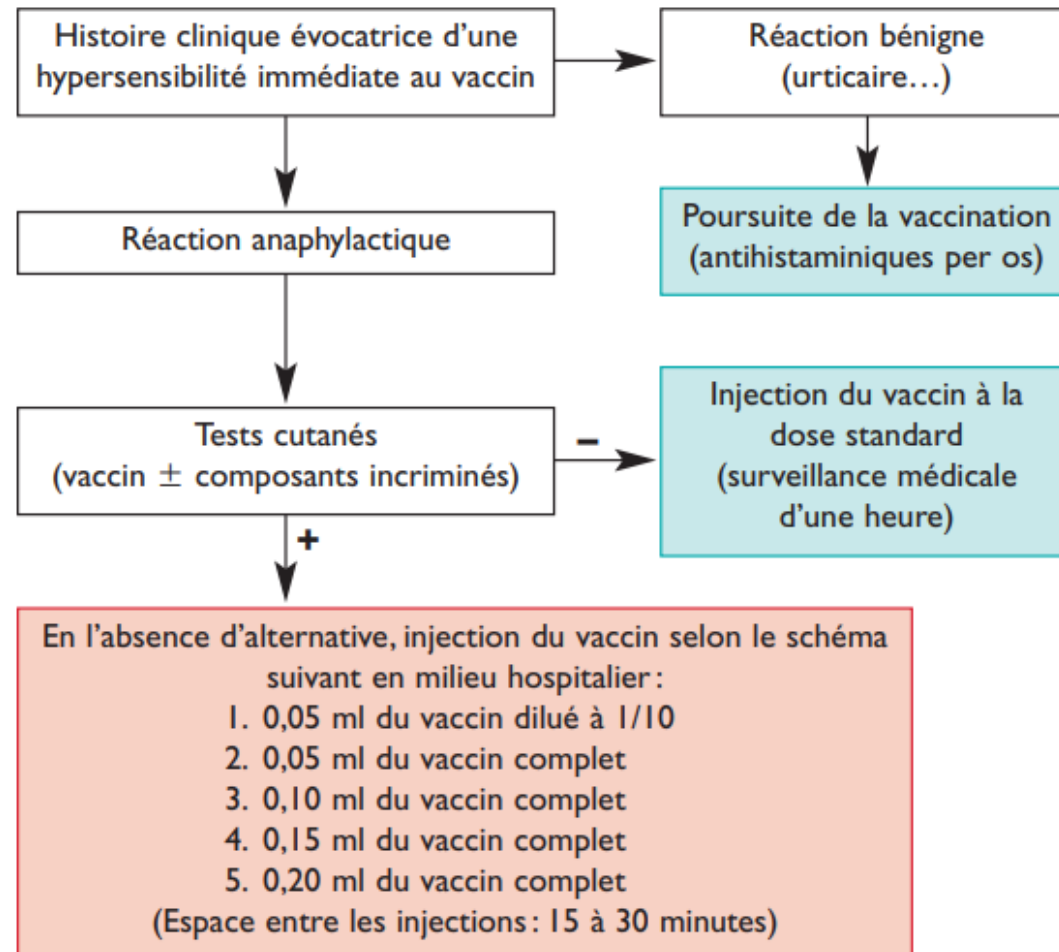 Histoire clinique évocatrice d’une
hypersensibilité immédiate au vaccin
Réaction bénigne
(urticaire…)
Poursuite de la vaccination
(antihistaminiques per os)
Réaction anaphylactique
Tests cutanés
(vaccin ± composants incriminés)
–
Injection du vaccin à la
dose standard
(surveillance médicale
d’une heure)
+
En l’absence d’alternative, injection du vaccin selon le schéma
suivant en milieu hospitalier :
1. 0,05 ml du vaccin dilué à 1/10
2. 0,05 ml du vaccin complet
3. 0,10 ml du vaccin complet
4. 0,15 ml du vaccin complet
5. 0,20 ml du vaccin complet
(Espace entre les injections : 15 à 30 minutes)